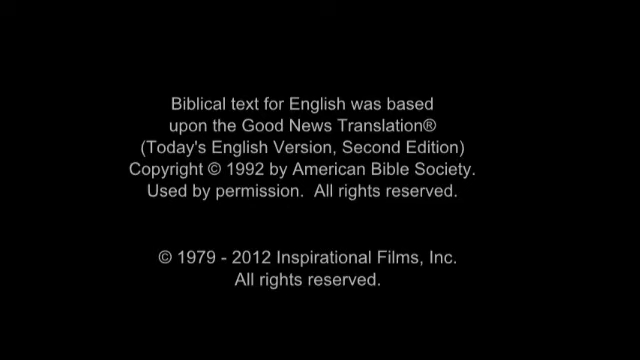 Biblical text for English was based
upon the Good News Translation®
(Today's English Version, Second Edition)
Copyright © 1992 by American Bible Society.
Used by permission.  All rights reserved.
© 1979 - 2012 Inspirational Films, Inc.
All rights reserved.